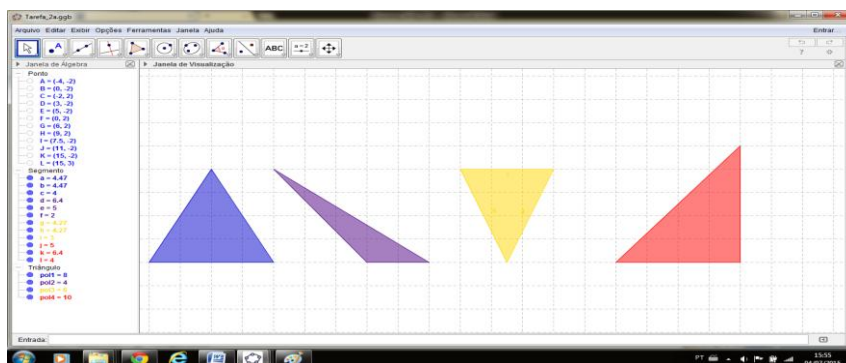 Tarefa_2a.ggb
Arquivo Editar Exibir Opções Ferramentas Janela Ajuda
Entrar...
ABC
a=2
Janela de Álgebra
Janela de Visualização
Ponto
A = (-4, -2)
B = (0, -2)
C = (-2, 2)
D = (3, -2)
E = (5, -2)
F = (0, 2)
G = (6, 2)
H = (9, 2)
I = (7.5, -2)
J = (11, -2)
K = (15, -2)
L = (15, 3)
Segmento
a = 4.47
b = 4.47
c = 4
d = 6.4
e = 5
f = 2
g = 4.27
h = 4.27
i = 3
j = 5
k = 6.4
l = 4
Triângulo
pol1 = 8
pol2 = 4
pol3 = 6
pol4 = 10
Entrada:
PT
15:55